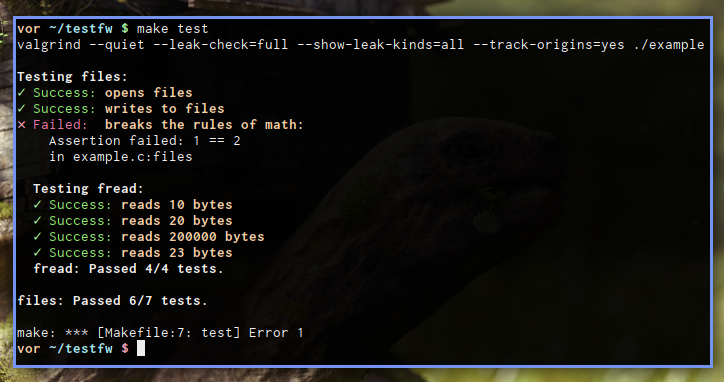 vor ~/testfw $ make test
valgrind --quiet --leak-check=full --show-leak-kinds=all --track-origins=yes ./example
Testing files:
✓ Success: opens files
✓ Success: writes to files
✕ Failed:  breaks the rules of math:
    Assertion failed: 1 == 2
    in example.c:files
  Testing fread:
  ✓ Success: reads 10 bytes
  ✓ Success: reads 20 bytes
  ✓ Success: reads 200000 bytes
  ✓ Success: reads 23 bytes
  fread: Passed 4/4 tests.
files: Passed 6/7 tests.
make: *** [Makefile:7: test] Error 1
vor ~/testfw $